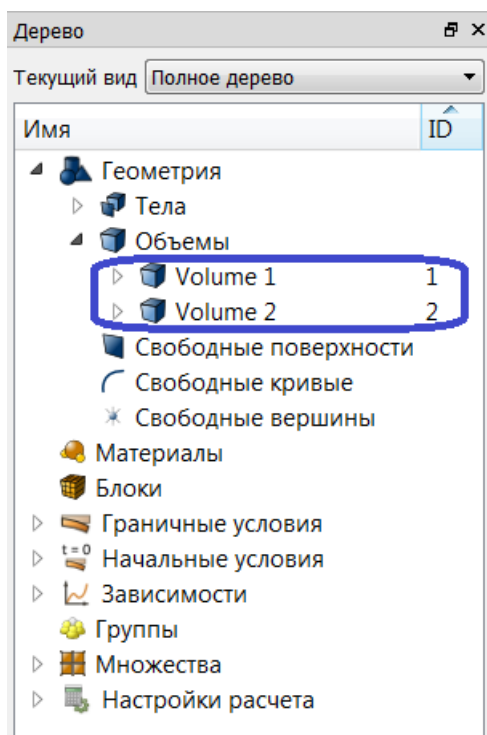 Дерево
Текущий вид Полное дерево
Имя ID
Геометрия
Тела
Объемы
Volume 1 1
Volume 2 2
Свободные поверхности
Свободные кривые
Свободные вершины
Материалы
Блоки
Граничные условия
t = 0 Начальные условия
Зависимости
Группы
Множества
Настройки расчета